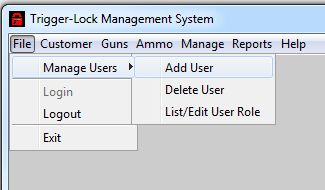 Trigger-Lock Management System
File Customer Guns Ammo Manage Reports Help
Manage Users
Add User
Delete User
List/Edit User Role
Login
Logout
Exit